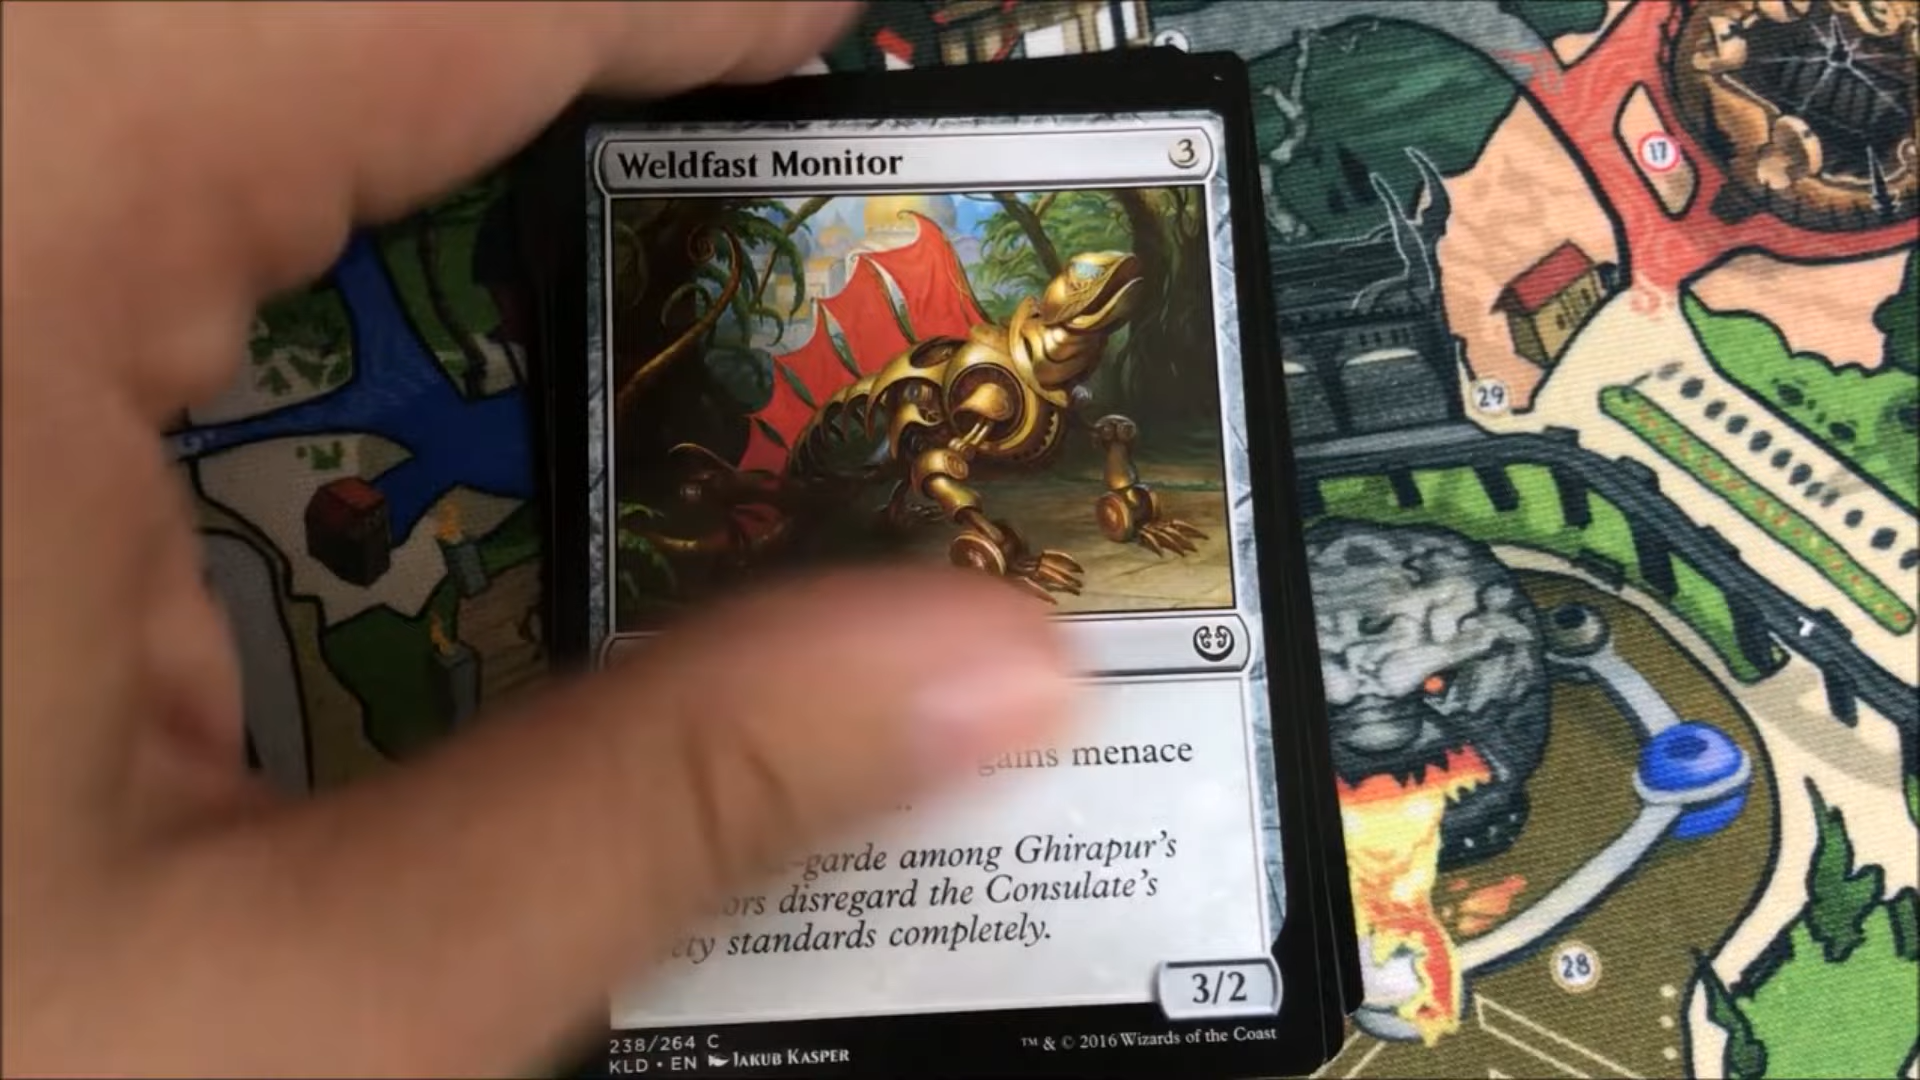 Weldfast Monitor 3
17
29
gains menace
-garde among Ghirapur's
ors disregard the Consulate's
ety standards completely.
28
3/2
238/264 C
KLD • EN JAKUB KASPER
™ & © 2016 Wizards of the Coast